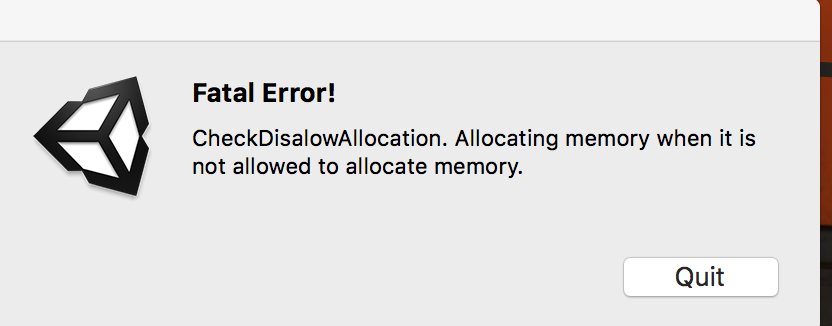 Fatal Error!
CheckDisalowAllocation. Allocating memory when it is
not allowed to allocate memory.
Quit